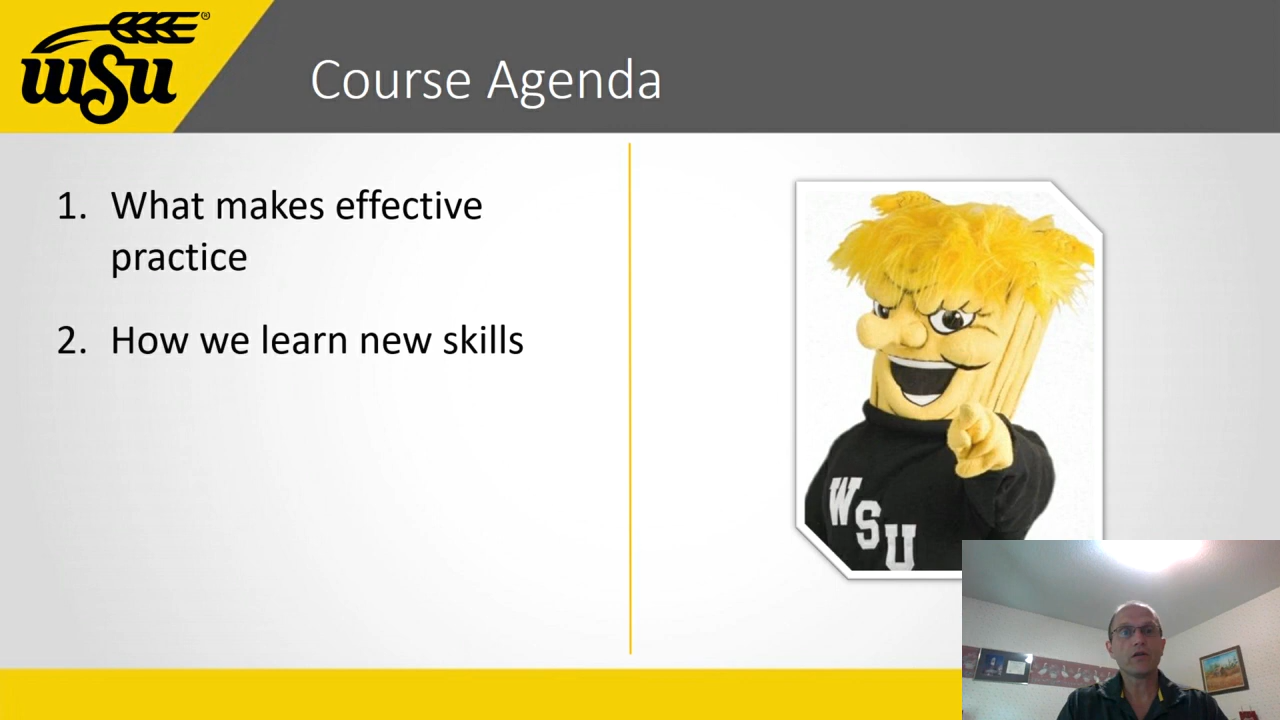 wsu®
Course Agenda
1. What makes effective
practice
2. How we learn new skills
WSU